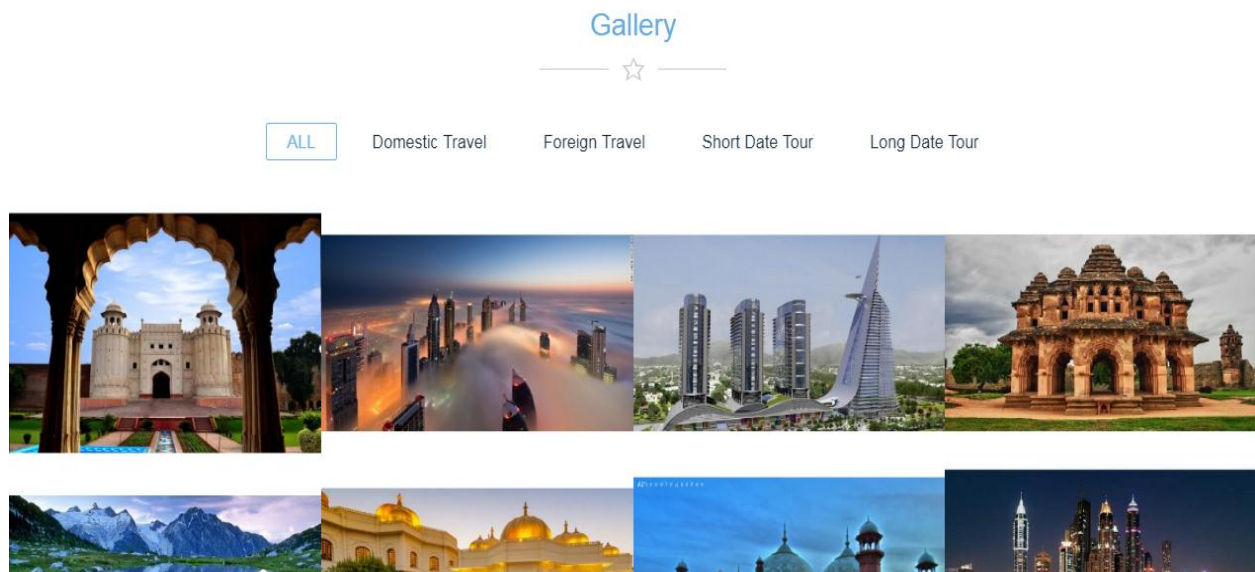 Gallery
ALL
Domestic Travel
Foreign Travel
Short Date Tour
Long Date Tour